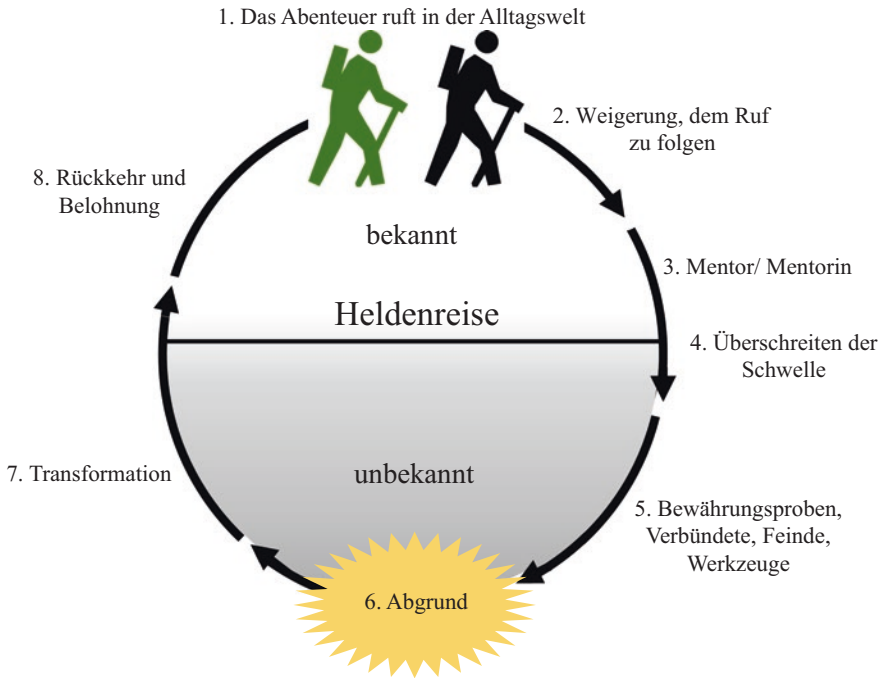 1. Das Abenteuer ruft in der Alltagswelt
2. Weigerung, dem Ruf
zu folgen
8. Rückkehr und
Belohnung
bekannt
3. Mentor/ Mentorin
Heldenreise
4. Überschreiten der
Schwelle
7. Transformation
unbekannt
5. Bewährungsproben,
Verbündete, Feinde,
Werkzeuge
6. Abgrund